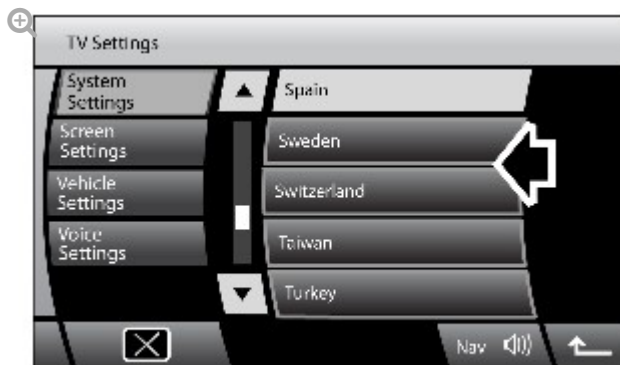 TV Settings
System
Settings
Screen
Settings
Vehicle
Settings
Voice
Settings
Spain
Sweden
Switzerland
Taiwan
Turkey
Nav